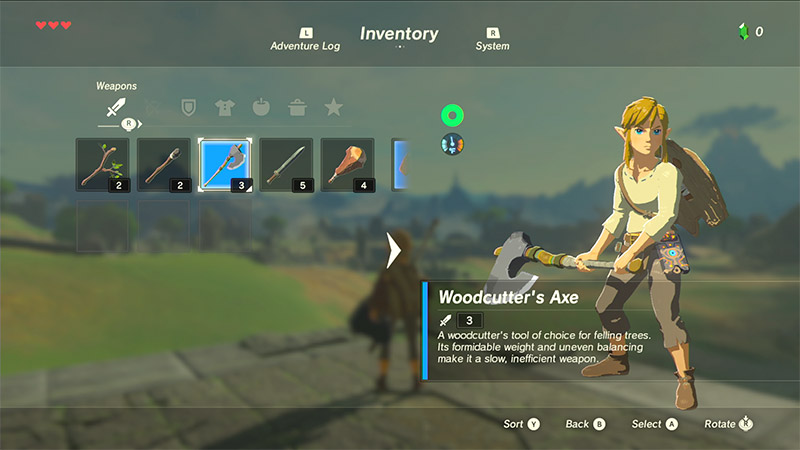 L
Adventure Log
Inventory
R
System
0
Weapons
R
2
2
3
5
4
Woodcutter's Axe
3
A woodcutter's tool of choice for felling trees.
Its formidable weight and uneven balancing
make it a slow, inefficient weapon.
Sort Y
Back B
Select A
Rotate R